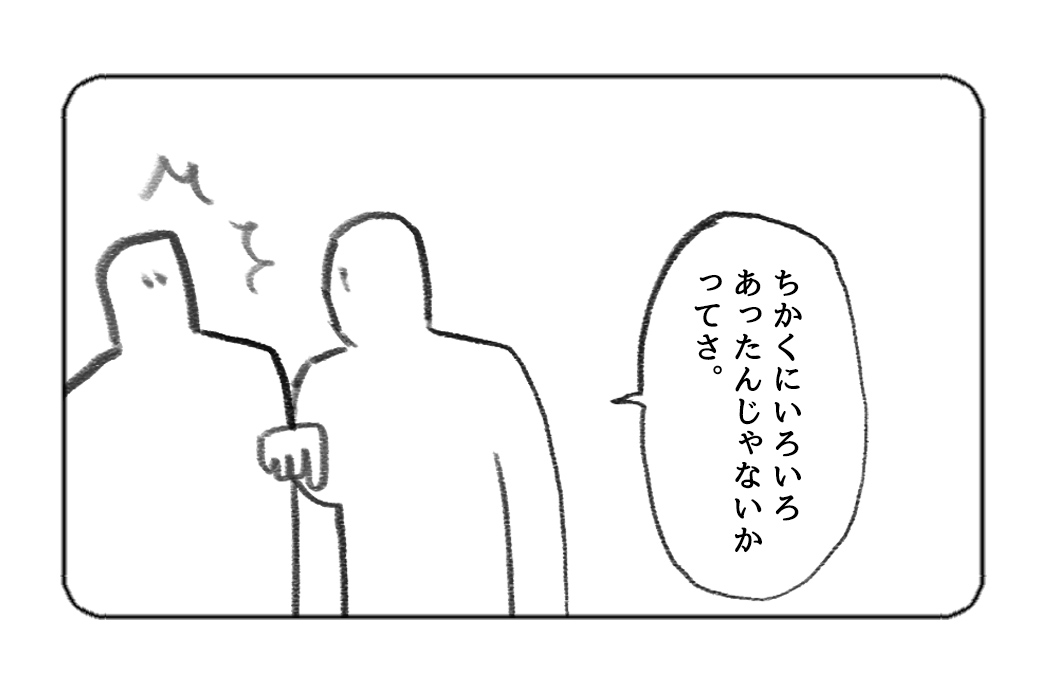 ちかくにいろいろ
あったんじゃないか
ってさ。